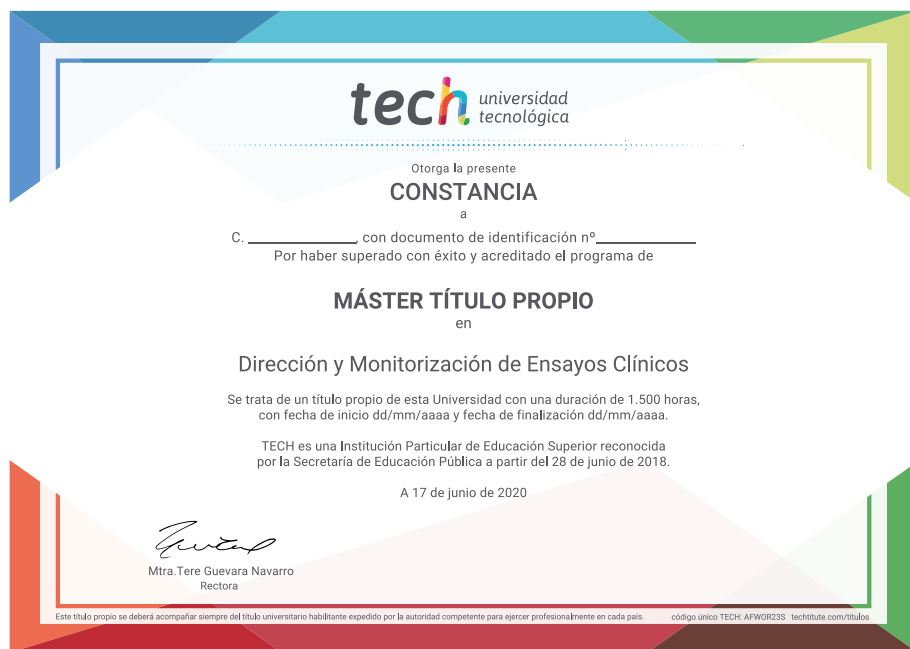 tech universidad
tecnológica
Otorga la presente
CONSTANCIA
a
C. ____________, con documento de identificación nº___________
Por haber superado con éxito y acreditado el programa de
MÁSTER TÍTULO PROPIO
en
Dirección y Monitorización de Ensayos Clínicos
Se trata de un título propio de esta Universidad con una duración de 1.500 horas,
con fecha de inicio dd/mm/aaaa y fecha de finalización dd/mm/aaaa.
TECH es una Institución Particular de Educación Superior reconocida
por la Secretaría de Educación Pública a partir del 28 de junio de 2018.
A 17 de junio de 2020
Mtra.Tere Guevara Navarro
Rectora
Este título propio se deberá acompañar siempre del título universitario habilitante expedido por la autoridad competente para ejercer profesionalmente en cada país. código único TECH: AFWOR23S techtitute.com/titulos